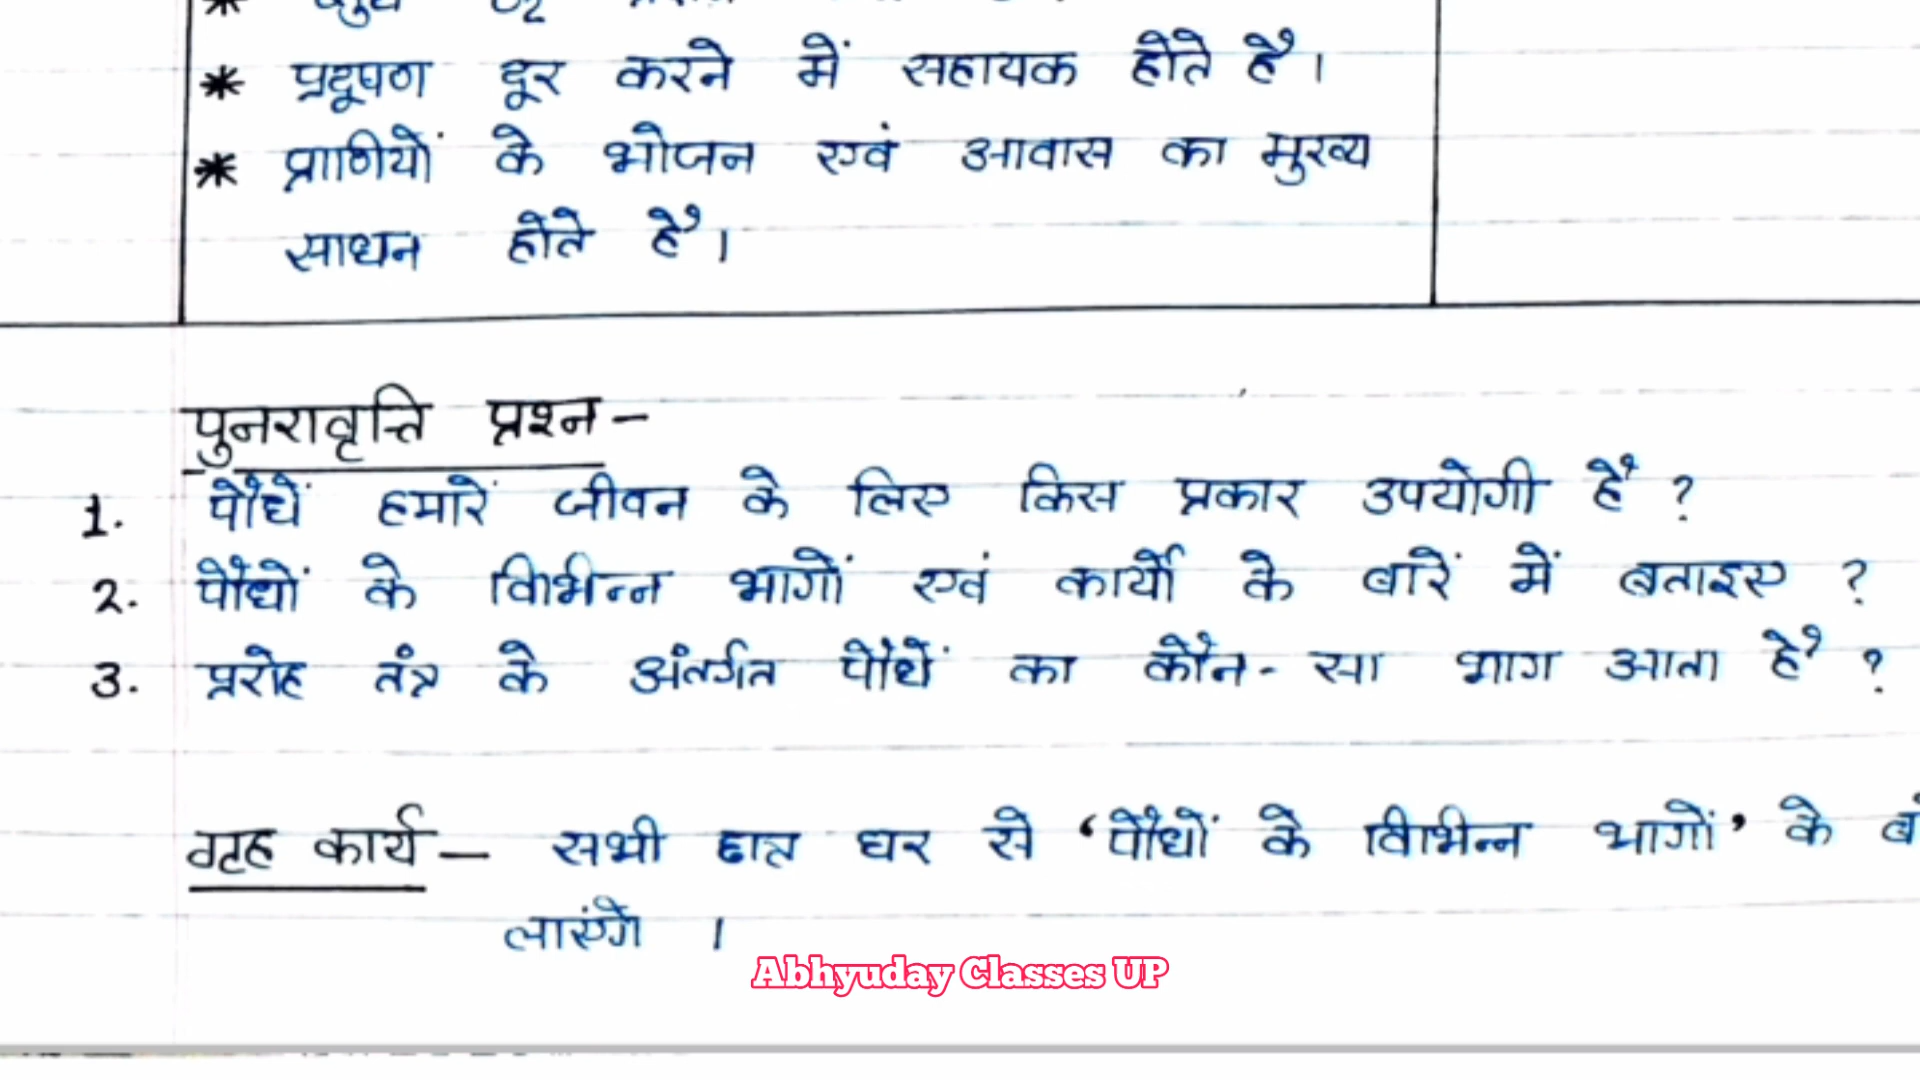 * प्रदूषण दूर करने में सहायक होते है।
* प्राणियों के भोजन एवं आवास का मुख्य
साधन होते है।
पुनरावृत्ति प्रश्न –
1. पौधें हमारें जीवन के लिए किस प्रकार उपयोगी है ?
2. पौधों के विभिन्न भागों एवं कार्यों के बारें में बताइए ?
3. प्ररोह तंत्र के अंतर्गत पौधें का कौन-सा भाग आता है ?
गृह कार्य – सभी छात्र घर से ‘पौधों के विभिन्न भागों’ के
लाएंगे ।
Abhyuday Classes UP